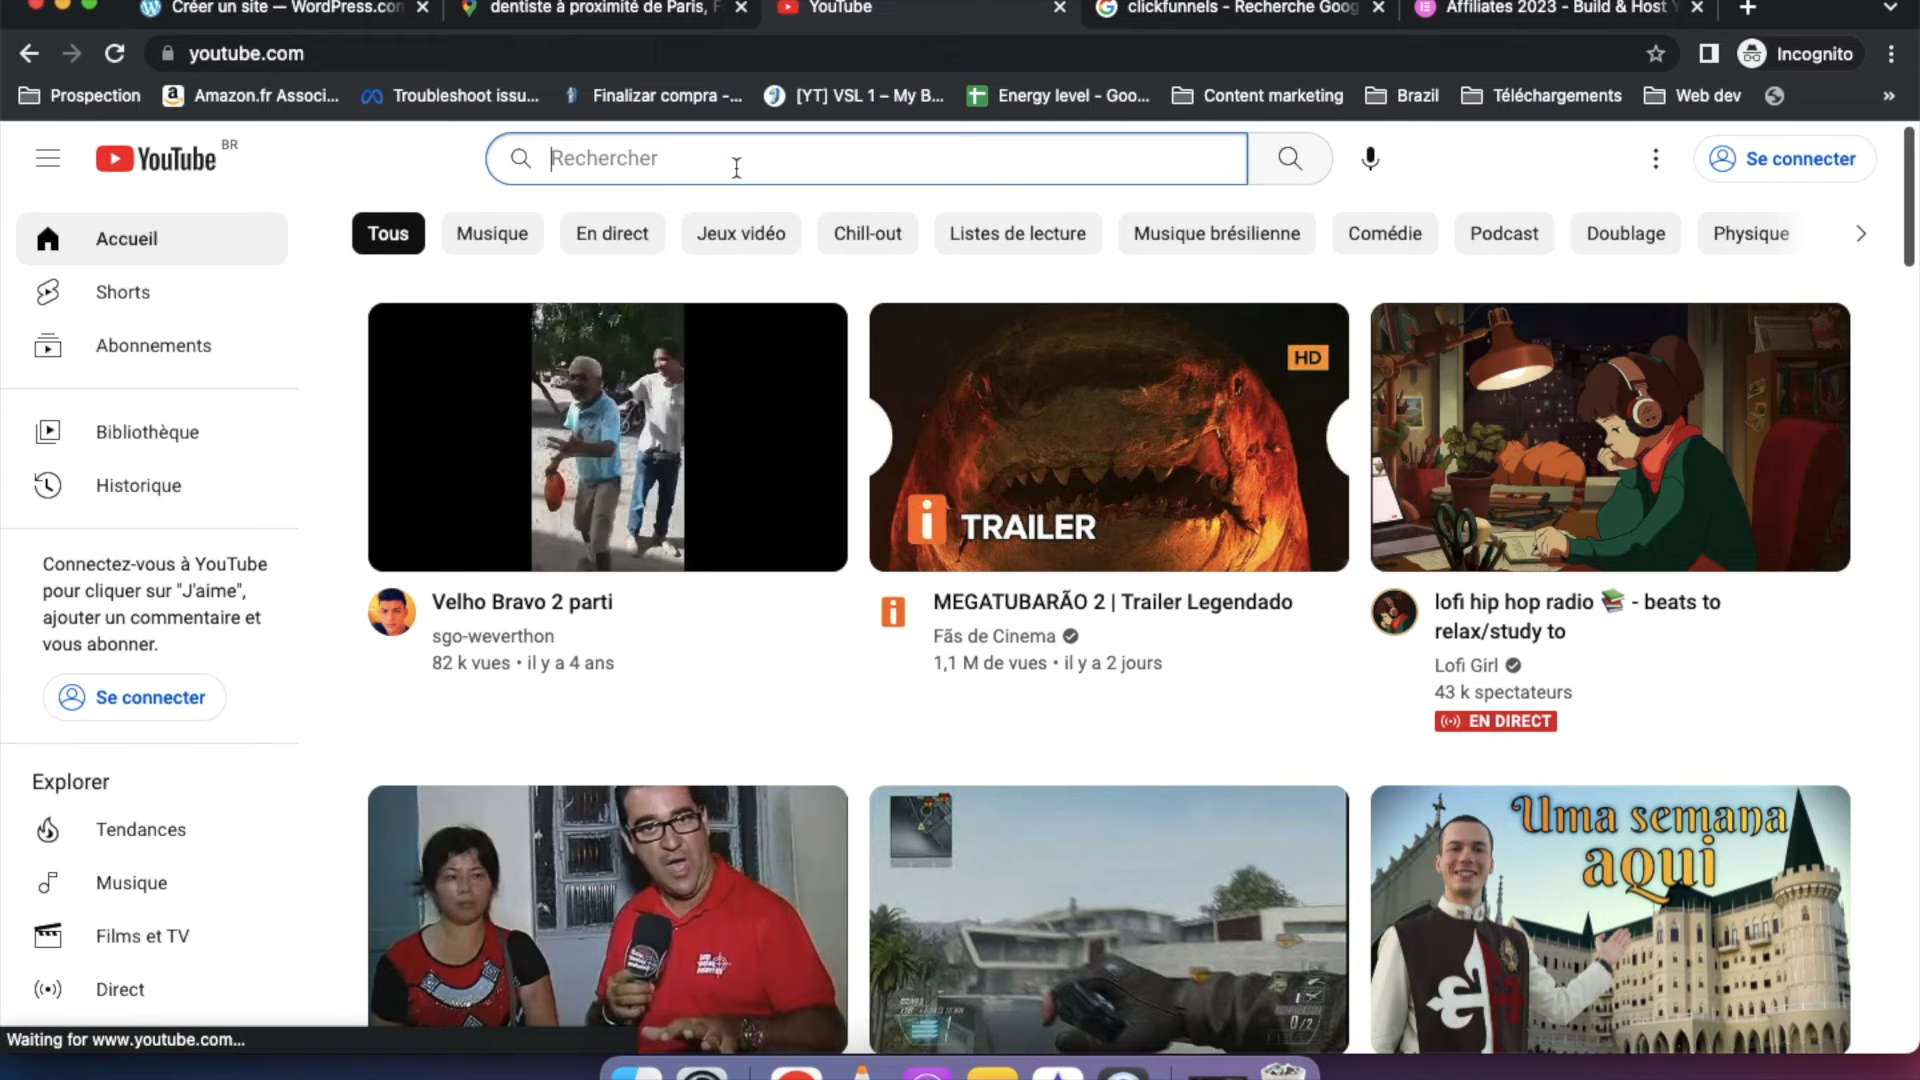 Créer un site — WordPress.con
dentiste à proximité de Paris, F
YouTube
clickfunnels - Recherche Goog
Affiliates 2023 - Build & Host Y
youtube.com
Incognito
Prospection
Amazon.fr Associ...
Troubleshoot issu...
Finalizar compra -...
[YT] VSL 1 – My B...
Energy level - Goo...
Content marketing
Brazil
Téléchargements
Web dev
»
YouTube BR
Rechercher
Se connecter
Tous
Musique
En direct
Jeux vidéo
Chill-out
Listes de lecture
Musique brésilienne
Comédie
Podcast
Doublage
Physique
Accueil
Shorts
Abonnements
Bibliothèque
Historique
Connectez-vous à YouTube
pour cliquer sur "J'aime",
ajouter un commentaire et
vous abonner.
Se connecter
Explorer
Tendances
Musique
Films et TV
Direct
HD
i TRAILER
Velho Bravo 2 parti
sgo-weverthon
82 k vues • il y a 4 ans
MEGATUBARÃO 2 | Trailer Legendado
Fãs de Cinema
1,1 M de vues • il y a 2 jours
lofi hip hop radio 📚 - beats to
relax/study to
Lofi Girl
43 k spectateurs
EN DIRECT
Uma semana
aqui
0/2
Waiting for www.youtube.com...